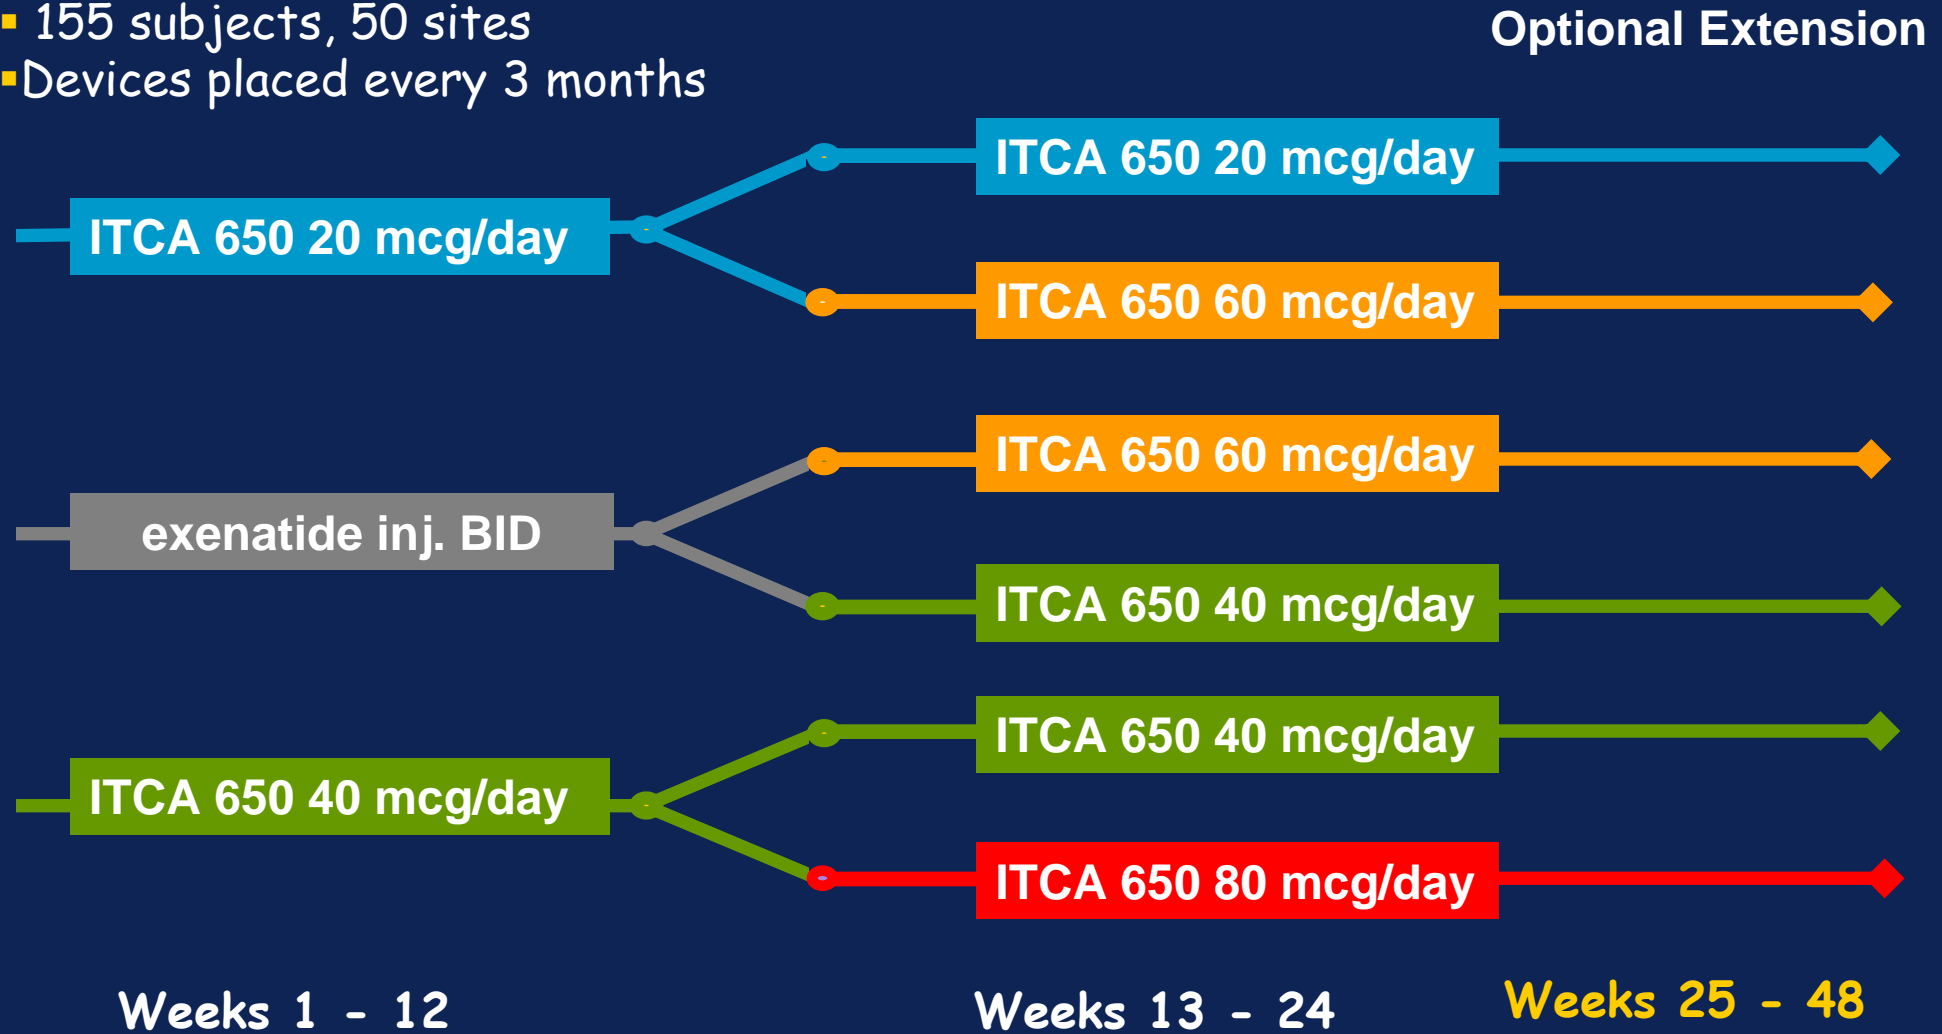 155 subjects, 50 sites
Devices placed every 3 months
Optional Extension
ITCA 650 20 mcg/day
ITCA 650 20 mcg/day
ITCA 650 60 mcg/day
exenatide inj. BID
ITCA 650 60 mcg/day
ITCA 650 40 mcg/day
ITCA 650 40 mcg/day
ITCA 650 40 mcg/day
ITCA 650 80 mcg/day
Weeks 1 - 12
Weeks 13 - 24
Weeks 25 - 48